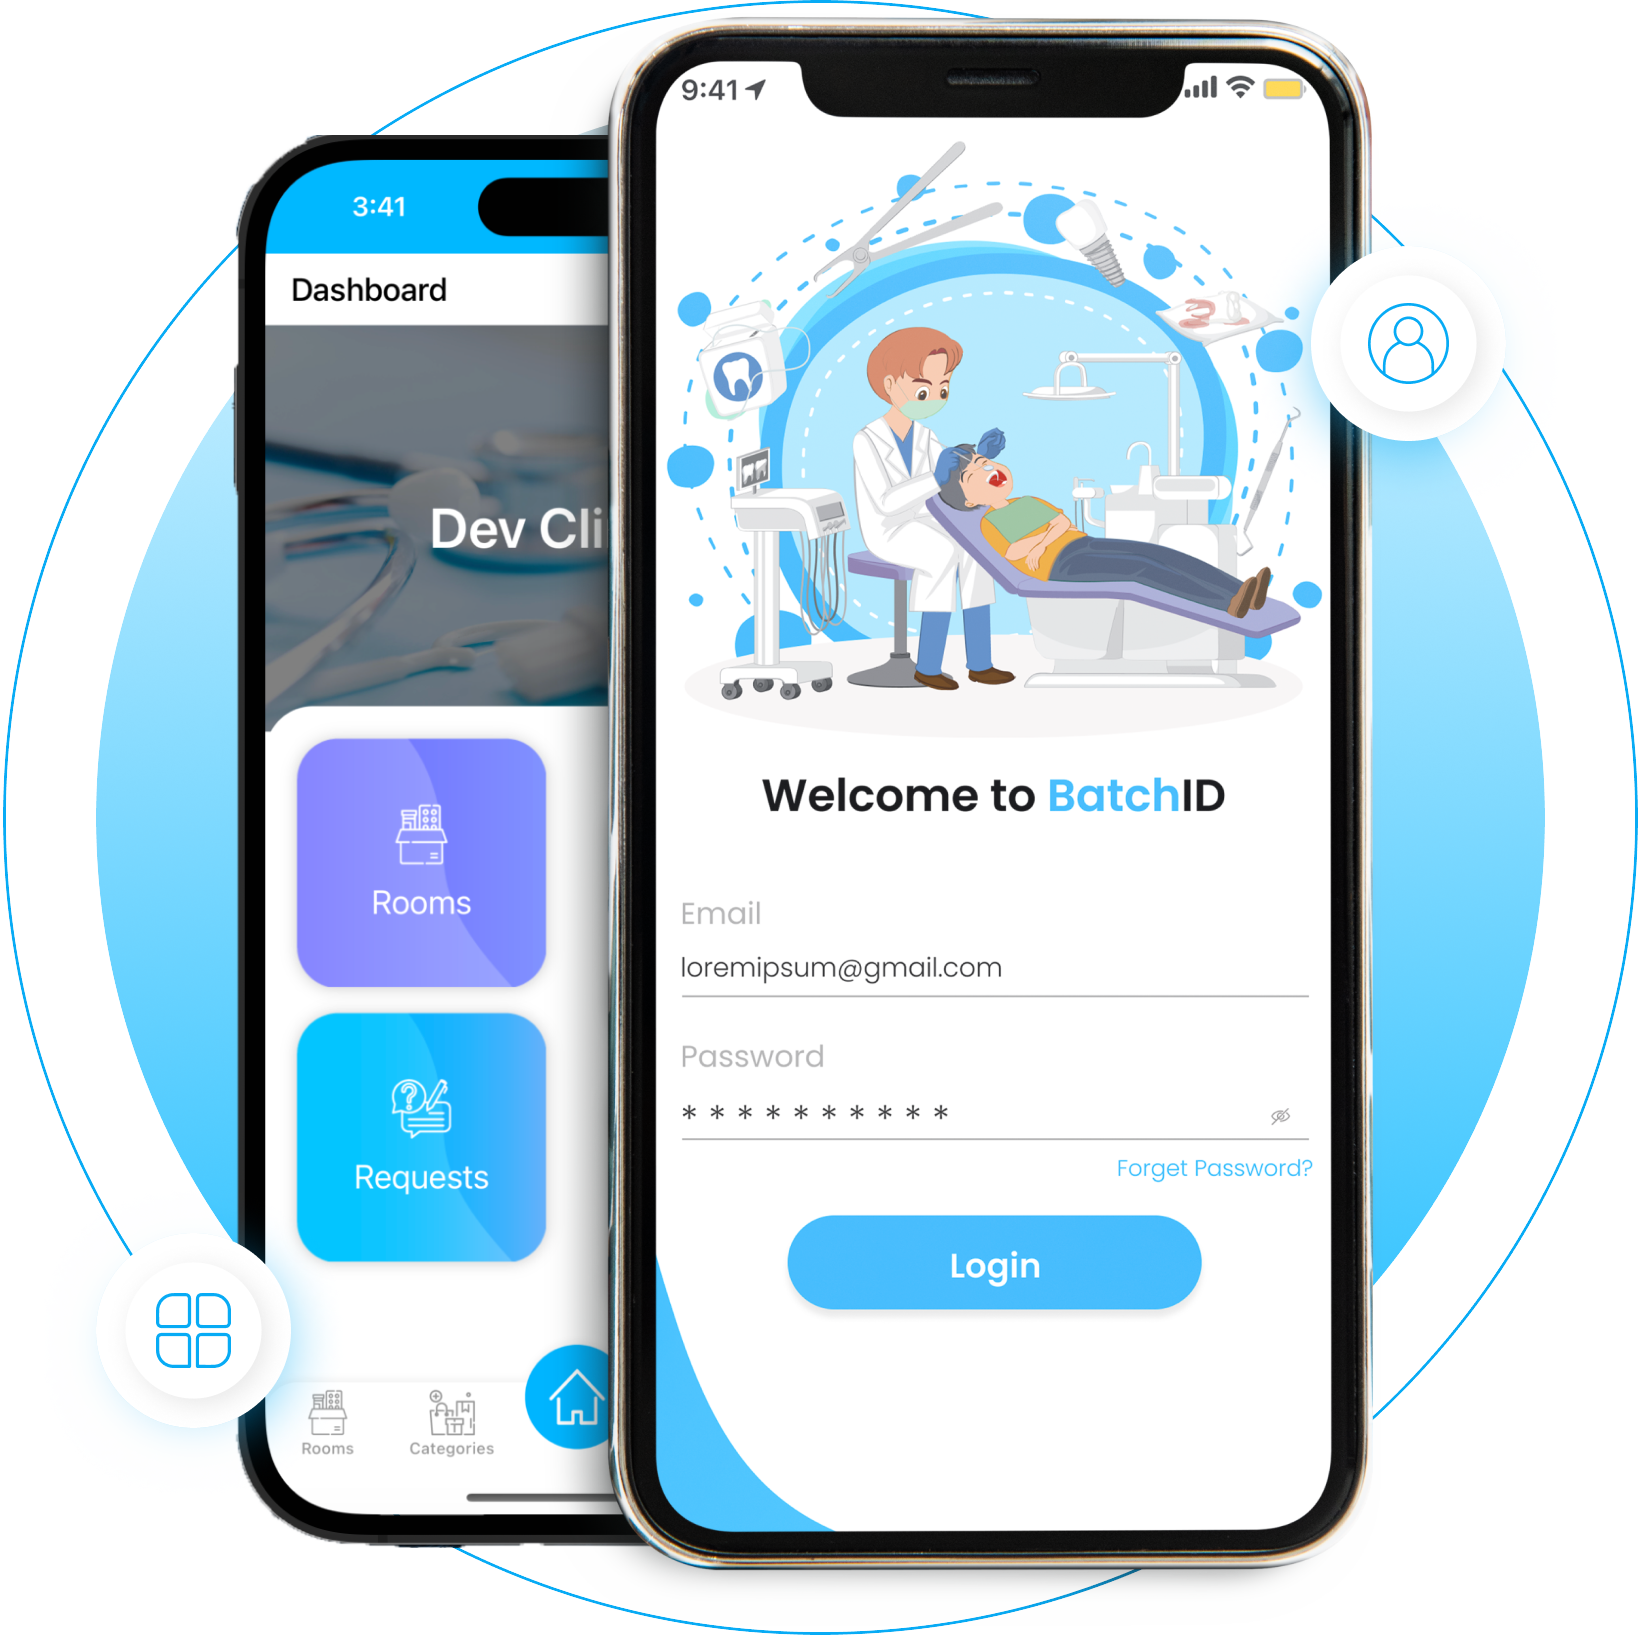 3:41
Dashboard
Dev Cli
Rooms
Requests
Rooms
Categories
9:41
Welcome to BatchID
Email
loremipsum@gmail.com
Password
* * * * * * * * * *
Forget Password?
Login